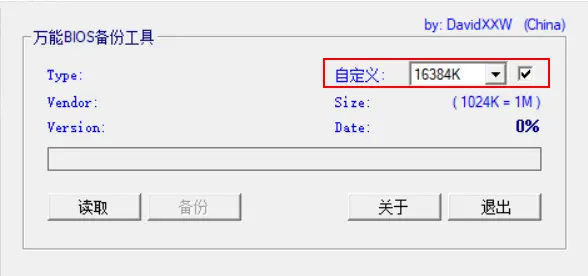 by: DavidXXW (China)
万能BIOS备份工具
Type: 自定义: 16384K
Vendor: Size: ( 1024K = 1M )
Version: Date: 0%
读取 备份 关于 退出